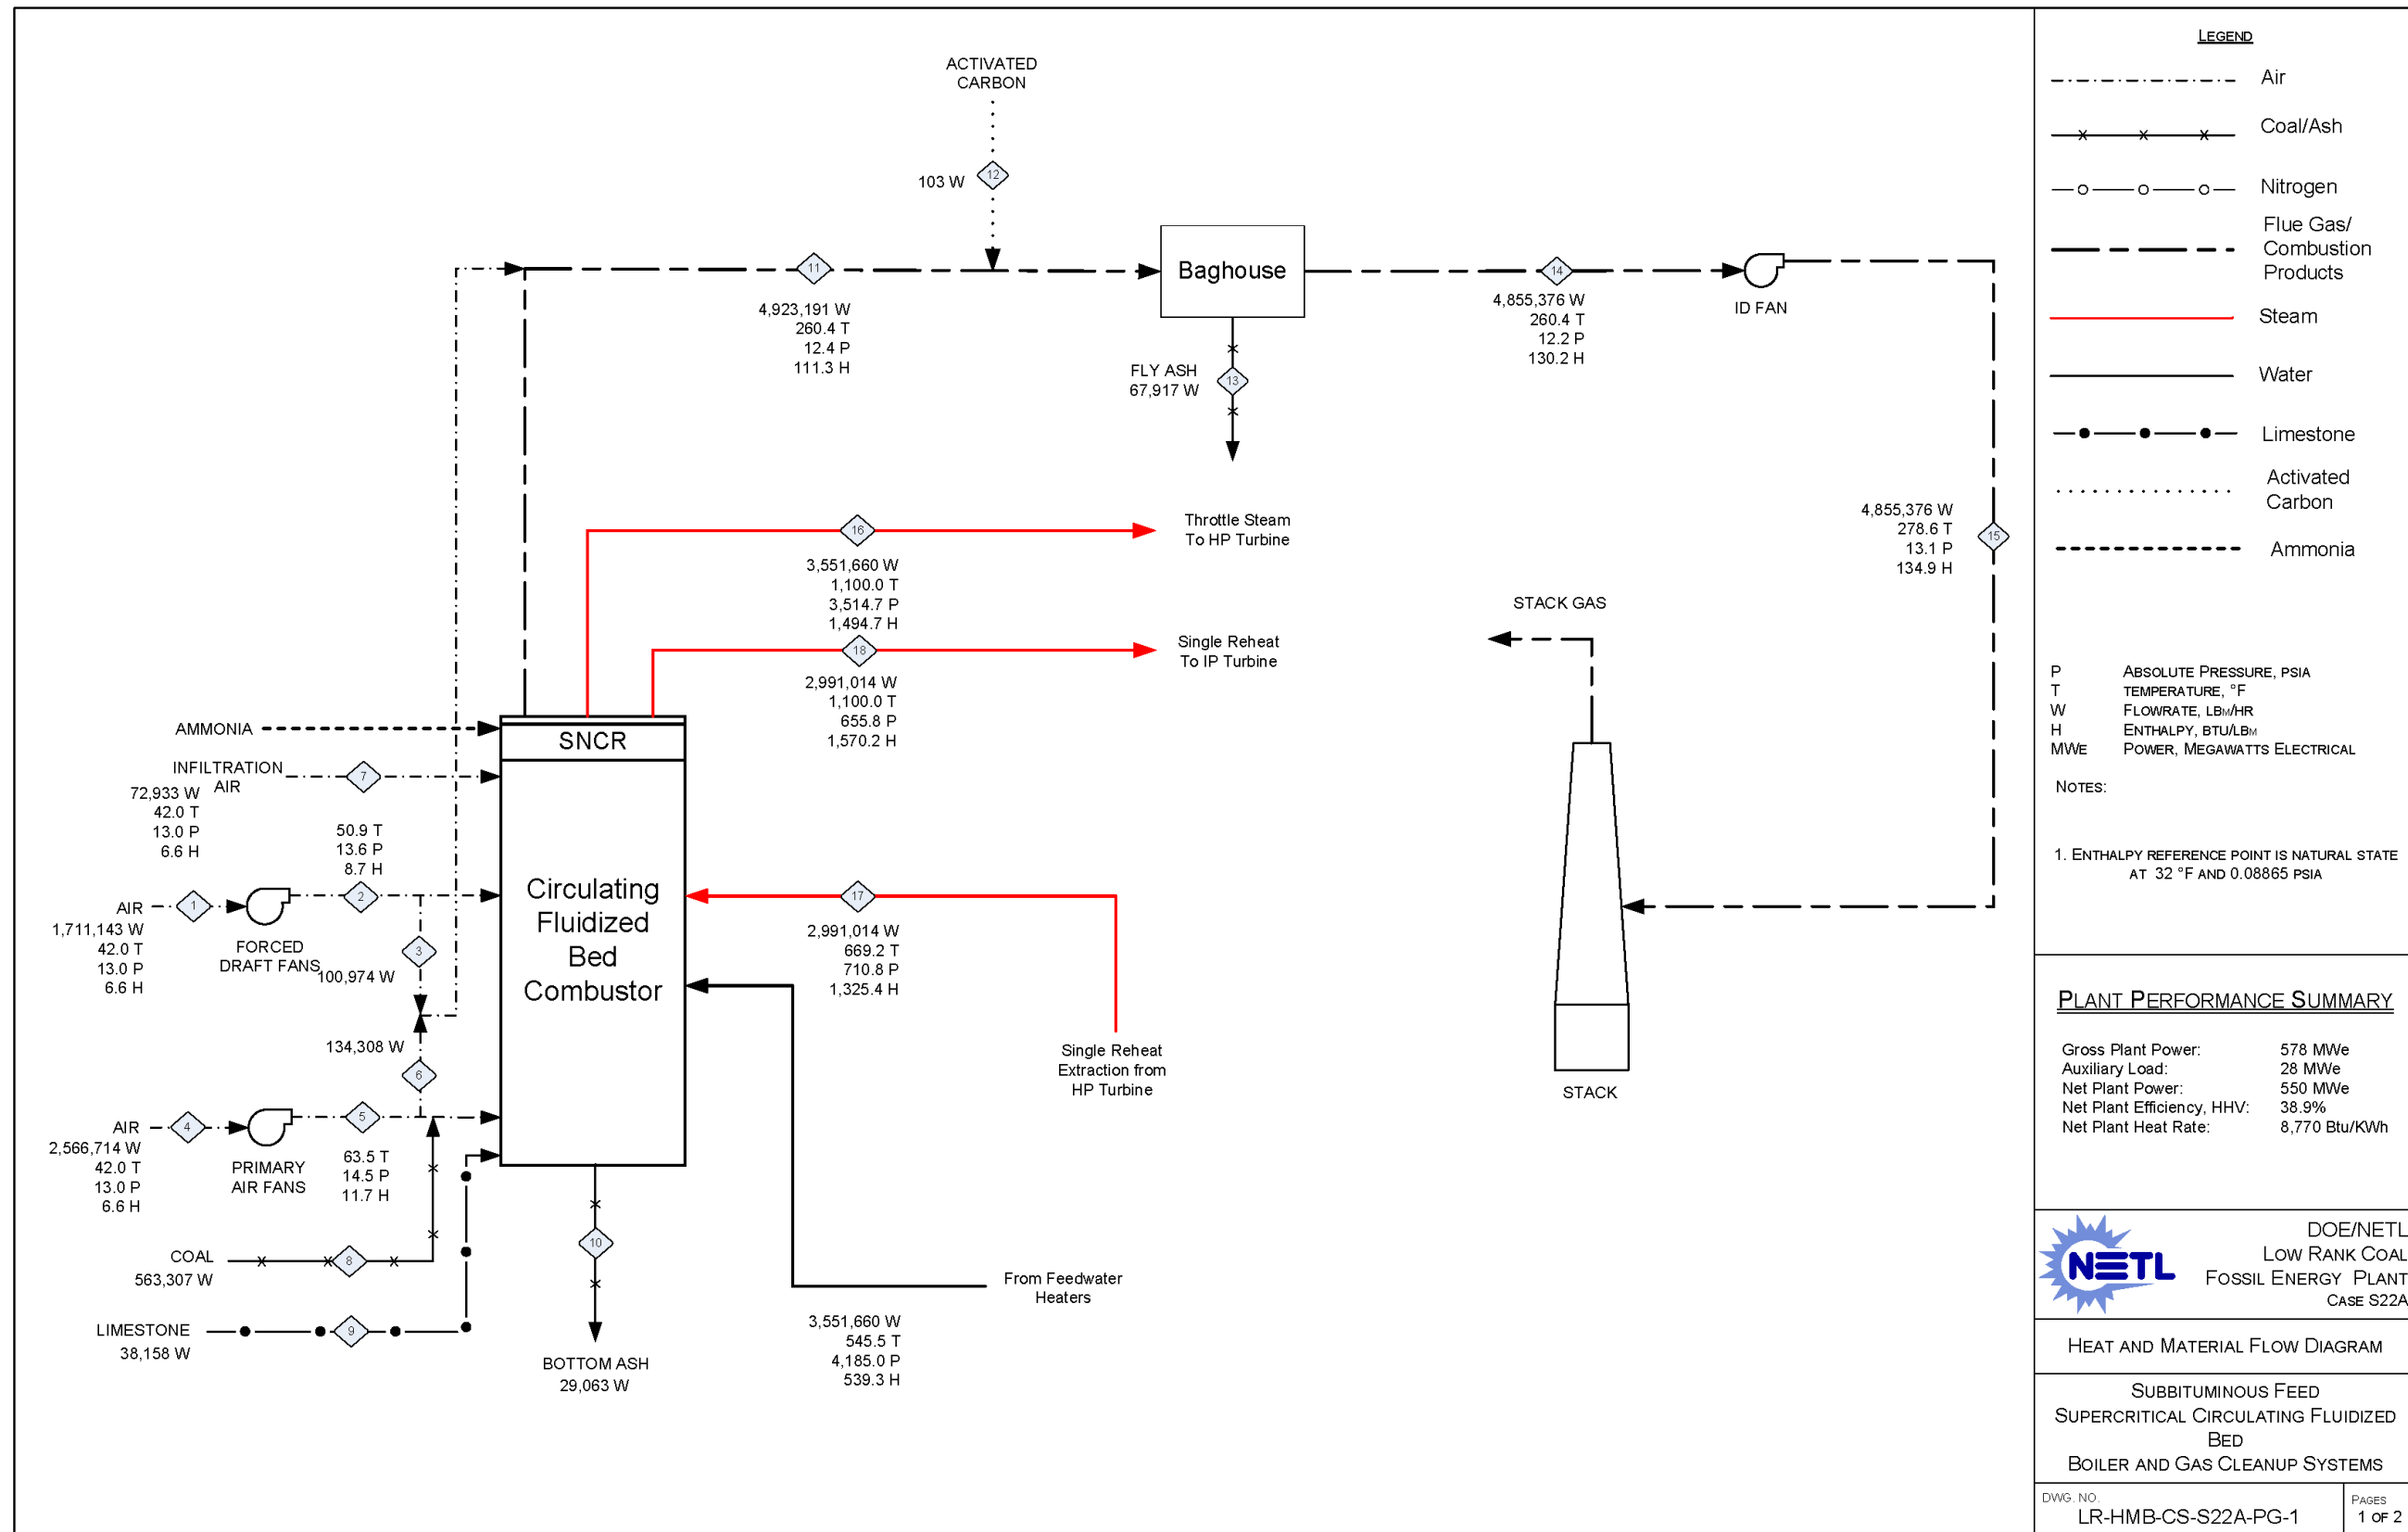 ACTIVATED
CARBON
12
103 W
11
4,923,191 W
260.4 T
12.4 P
111.3 H
Baghouse
14
4,855,376 W
260.4 T
12.2 P
130.2 H
ID FAN
FLY ASH
67,917 W
13
16
Throttle Steam
To HP Turbine
3,551,660 W
1,100.0 T
3,514.7 P
1,494.7 H
18
Single Reheat
To IP Turbine
2,991,014 W
1,100.0 T
655.8 P
1,570.2 H
4,855,376 W
278.6 T
13.1 P
134.9 H
15
STACK GAS
STACK
AMMONIA
SNCR
INFILTRATION
AIR
7
72,933 W
42.0 T
13.0 P
6.6 H
50.9 T
13.6 P
8.7 H
2
AIR
1
1,711,143 W
42.0 T
13.0 P
6.6 H
FORCED
DRAFT FANS
3
100,974 W
Circulating
Fluidized
Bed
Combustor
17
2,991,014 W
669.2 T
710.8 P
1,325.4 H
Single Reheat
Extraction from
HP Turbine
134,308 W
6
AIR
4
2,566,714 W
42.0 T
13.0 P
6.6 H
PRIMARY
AIR FANS
5
63.5 T
14.5 P
11.7 H
COAL
563,307 W
8
LIMESTONE
38,158 W
9
10
BOTTOM ASH
29,063 W
From Feedwater
Heaters
3,551,660 W
545.5 T
4,185.0 P
539.3 H
LEGEND
Air
Coal/Ash
Nitrogen
Flue Gas/
Combustion
Products
Steam
Water
Limestone
Activated
Carbon
Ammonia
P ABSOLUTE PRESSURE, PSIA
T TEMPERATURE, °F
W FLOWRATE, LBM/HR
H ENTHALPY, BTU/LBM
MWE POWER, MEGAWATTS ELECTRICAL
NOTES:
1. ENTHALPY REFERENCE POINT IS NATURAL STATE
AT 32 °F AND 0.08865 PSIA
PLANT PERFORMANCE SUMMARY
Gross Plant Power: 578 MWe
Auxiliary Load: 28 MWe
Net Plant Power: 550 MWe
Net Plant Efficiency, HHV: 38.9%
Net Plant Heat Rate: 8,770 Btu/KWh
NETL
DOE/NETL
LOW RANK COAL
FOSSIL ENERGY PLANT
CASE S22A
HEAT AND MATERIAL FLOW DIAGRAM
SUBBITUMINOUS FEED
SUPERCRITICAL CIRCULATING FLUIDIZED
BED
BOILER AND GAS CLEANUP SYSTEMS
DWG. NO.
LR-HMB-CS-S22A-PG-1
PAGES
1 OF 2